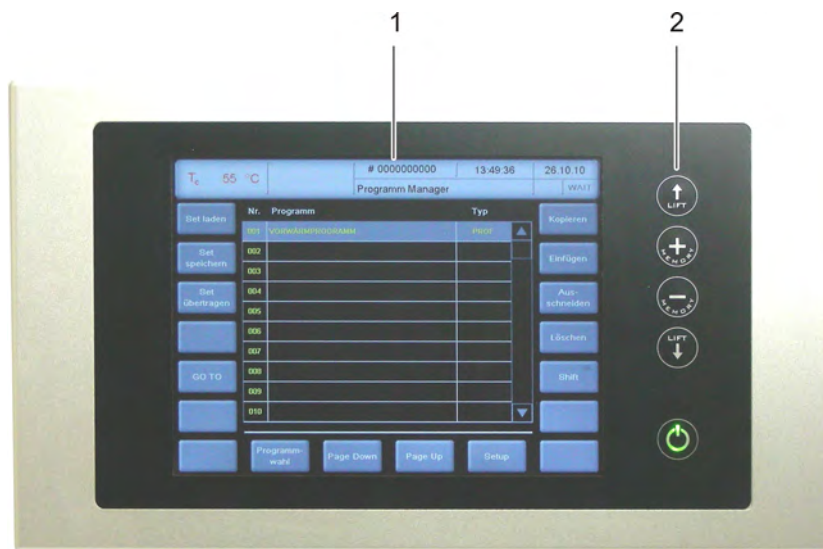 1 2
Tc 55 °C
# 0000000000 13:49:36 26.10.10
Programm Manager WAIT
Set laden
Set
speichern
Set
übertragen
GO TO
Nr. Programm Typ
001 VORWÄRMPROGRAMM PROF
002
003
004
005
006
007
008
009
010
Kopieren
Einfügen
Aus-
schneiden
Löschen
Shift
Programm-
wahl
Page Down
Page Up
Setup
LIFT
+
MEMORY
−
MEMORY
LIFT